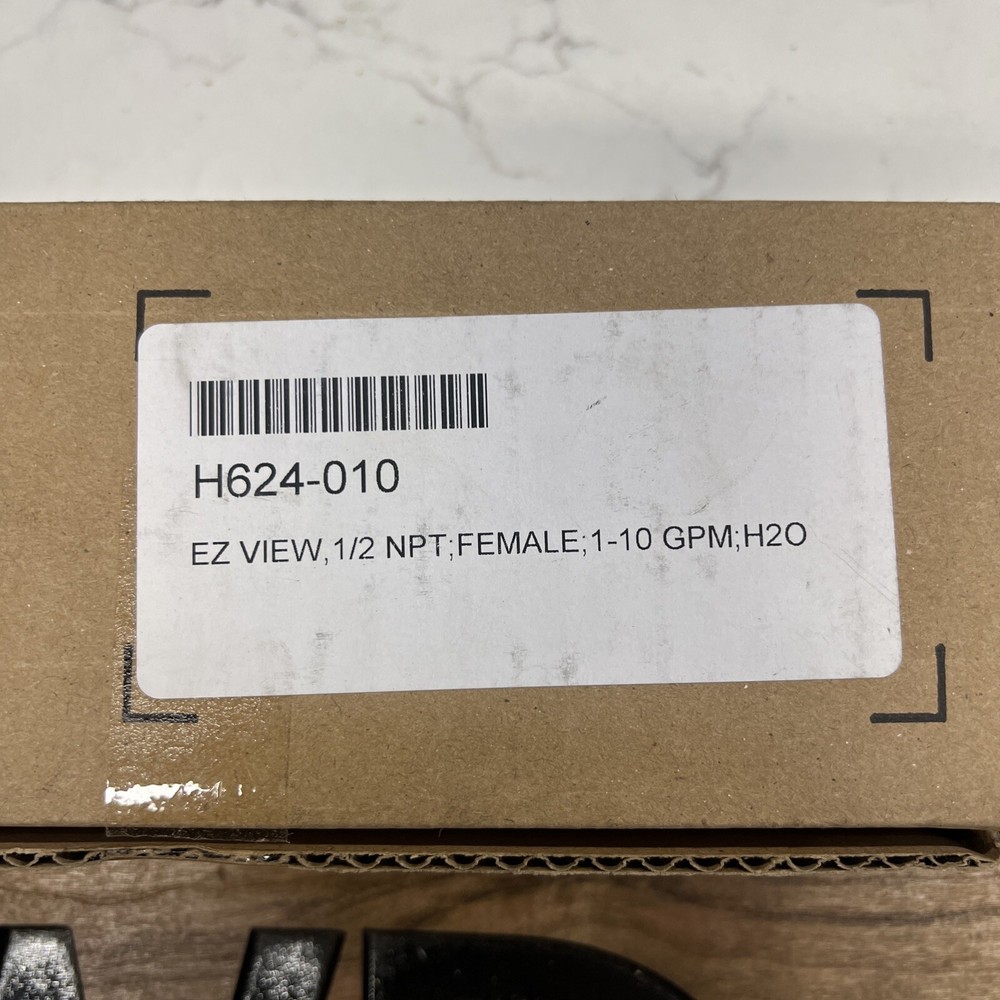 H624-010
EZ VIEW,1/2 NPT;FEMALE;1-10 GPM;H2O